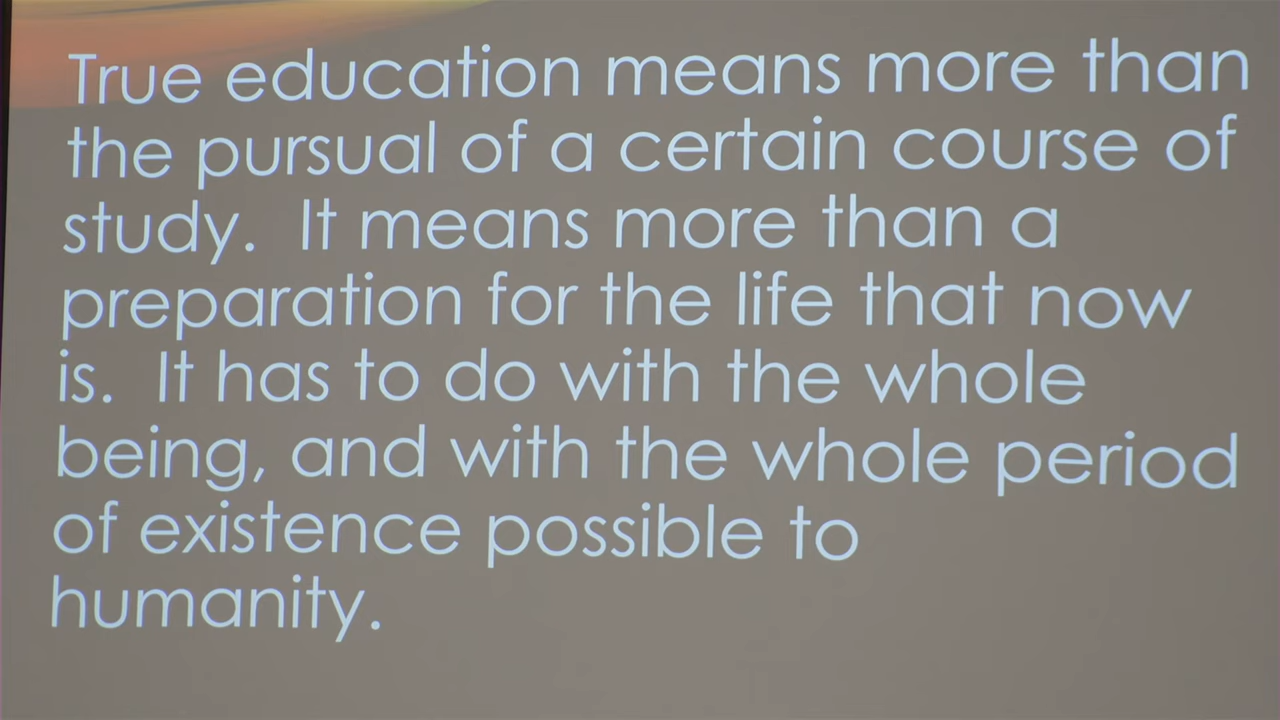 True education means more than
the pursual of a certain course of
study.  It means more than a
preparation for the life that now
is.  It has to do with the whole
being, and with the whole period
of existence possible to
humanity.